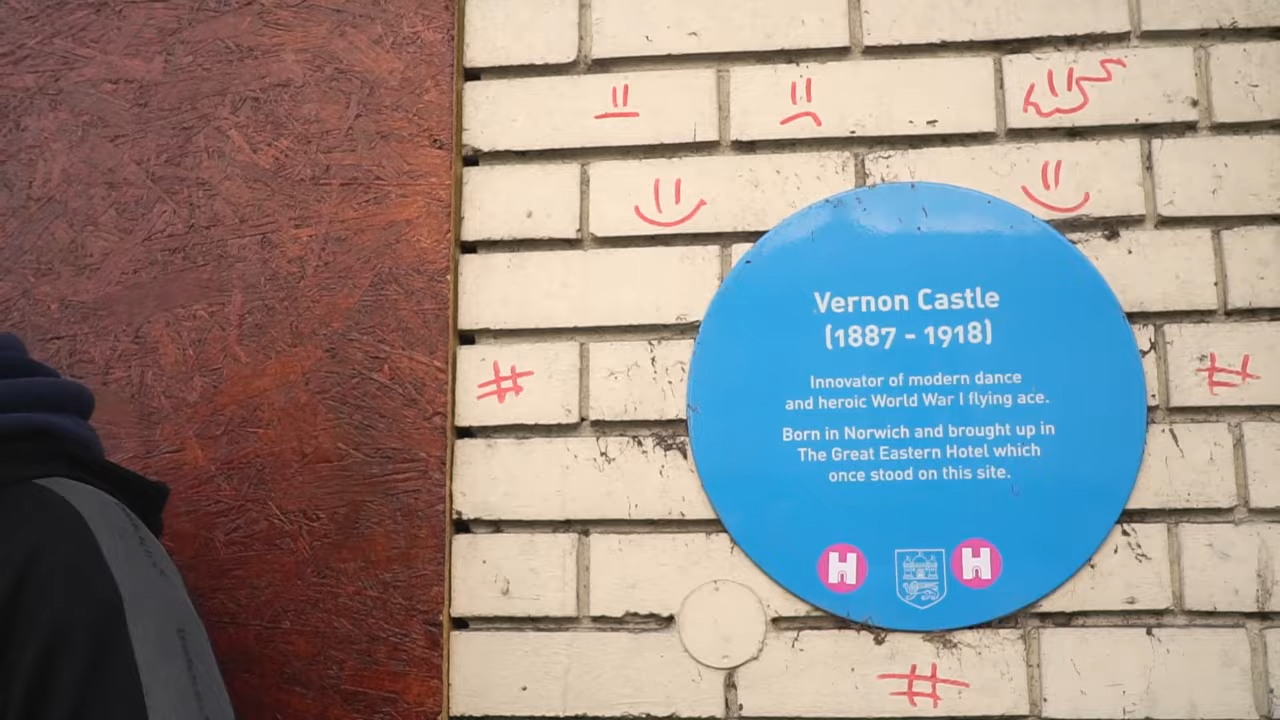 Vernon Castle
(1887 - 1918)
Innovator of modern dance
and heroic World War I flying ace.
Born in Norwich and brought up in
The Great Eastern Hotel which
once stood on this site.
H H
#
#
#